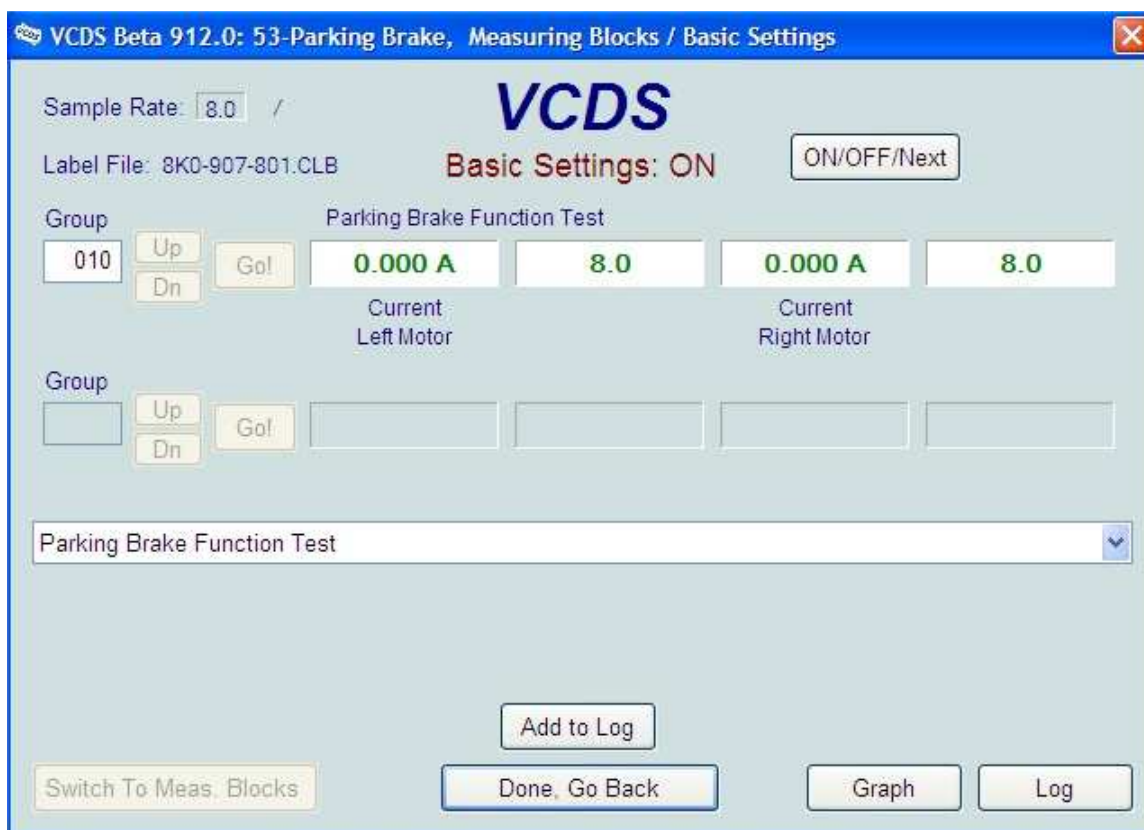 VCDS Beta 912.0: 53-Parking Brake, Measuring Blocks / Basic Settings
Sample Rate: 8.0 /
VCDS
Label File: 8K0-907-801.CLB
Basic Settings: ON
ON/OFF/Next
Group
Parking Brake Function Test
010
Up
Dn
Go!
0.000 A
8.0
0.000 A
8.0
Current
Left Motor
Current
Right Motor
Group
Up
Dn
Go!
Parking Brake Function Test
Add to Log
Switch To Meas. Blocks
Done, Go Back
Graph
Log